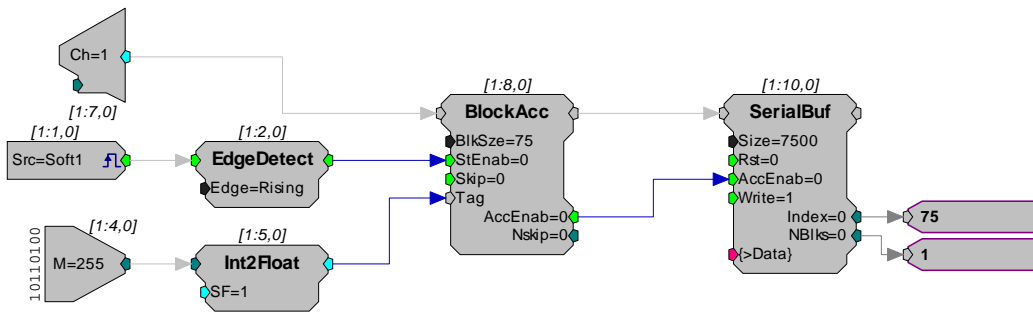 Ch=1
[1:7,0]
[1:1,0]
Src=Soft1
[1:2,0]
EdgeDetect
Edge=Rising
10110100
[1:4,0]
M=255
[1:5,0]
Int2Float
SF=1
[1:8,0]
BlockAcc
BlkSze=75
StEnab=0
Skip=0
Tag
AccEnab=0
Nskip=0
[1:10,0]
SerialBuf
Size=7500
Rst=0
AccEnab=0
Write=1
Index=0
NBlks=0
{>Data}
75
1